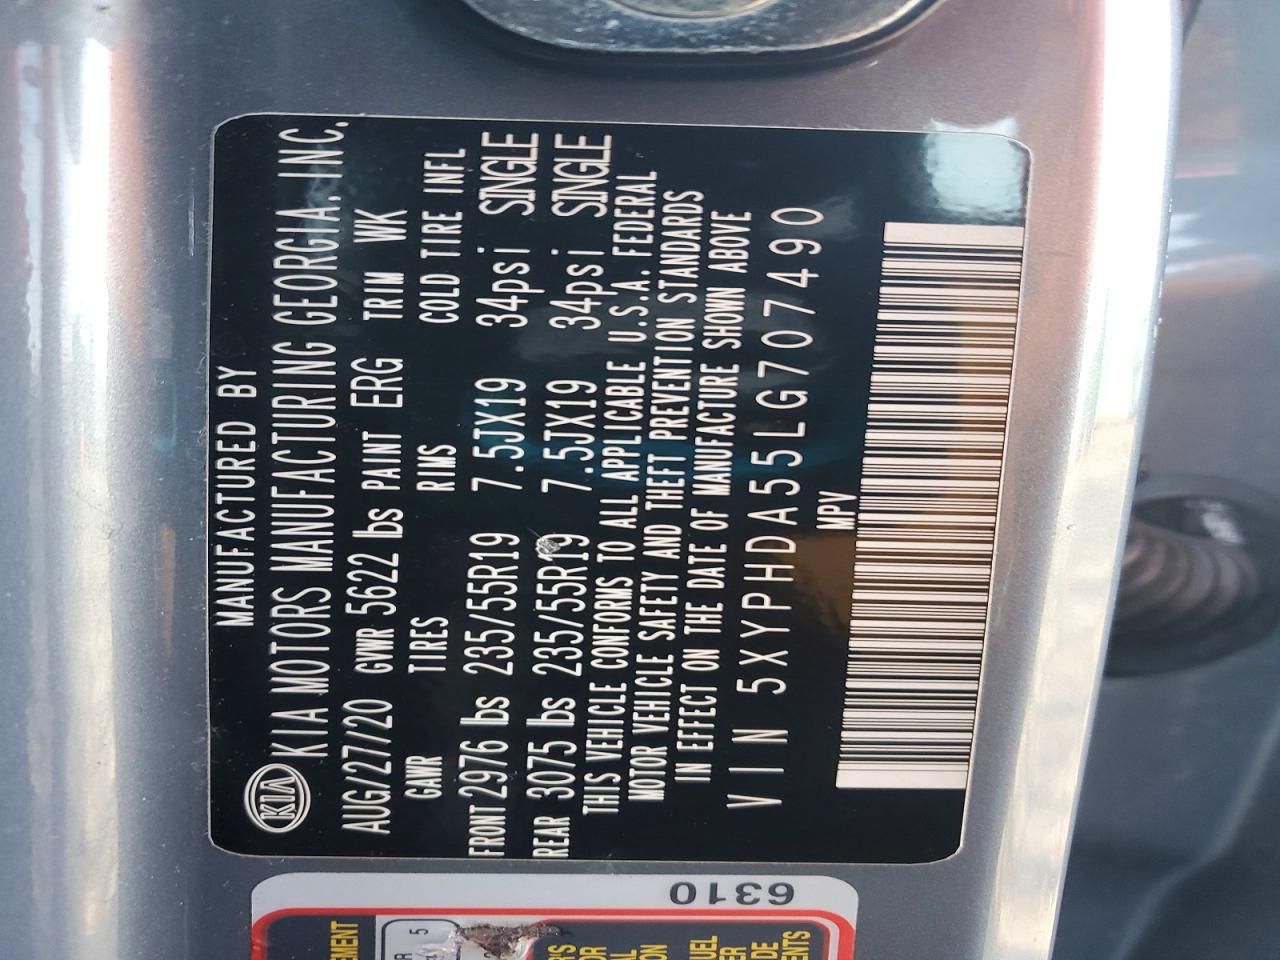 MANUFACTURED BY
KIA KIA MOTORS MANUFACTURING GEORGIA, INC.
AUG/27/20 GVWR 5622 lbs PAINT ERG TRIM WK
GAWR TIRES RIMS COLD TIRE INFL
FRONT 2976 lbs 235/55R19 7.5JX19 34psi SINGLE
REAR 3075 lbs 235/55R19 7.5JX19 34psi SINGLE
THIS VEHICLE CONFORMS TO ALL APPLICABLE U.S.A. FEDERAL
MOTOR VEHICLE SAFETY AND THEFT PREVENTION STANDARDS
IN EFFECT ON THE DATE OF MANUFACTURE SHOWN ABOVE
VIN 5XYPHDA55LG707490
MPV
6310
5